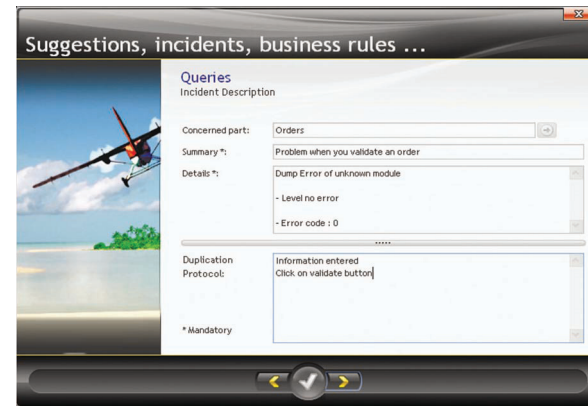 Suggestions, incidents, business rules ...
Queries
Incident Description
Concerned part: Orders
Summary *: Problem when you validate an order
Details *: Dump Error of unknown module
- Level no error
- Error code : 0
Duplication Protocol:
Information entered
Click on validate button
* Mandatory